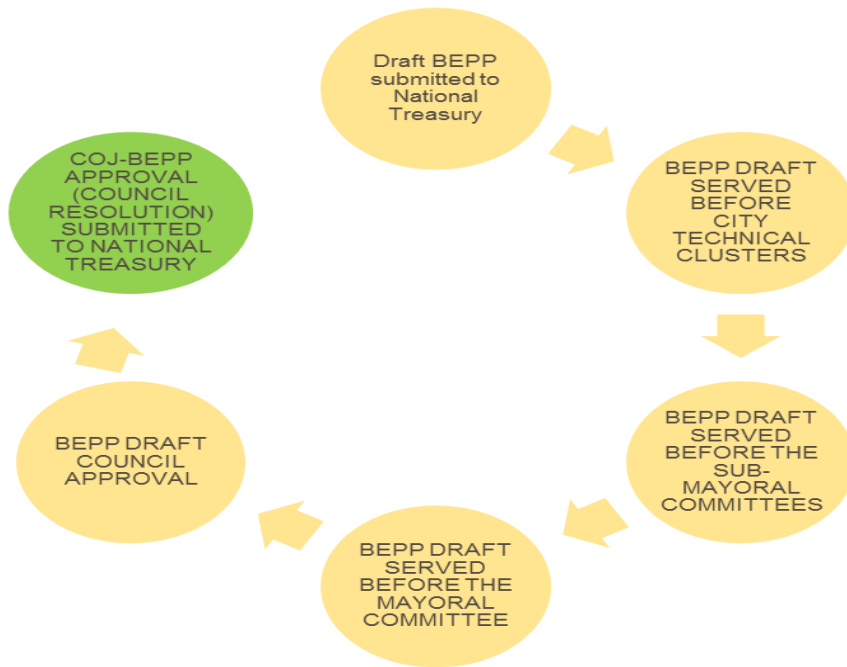 Draft BEPP
submitted to
National
Treasury
BEPP DRAFT
SERVED
BEFORE
CITY
TECHNICAL
CLUSTERS
BEPP DRAFT
SERVED
BEFORE THE
SUB-
MAYORAL
COMMITTEES
BEPP DRAFT
SERVED
BEFORE THE
MAYORAL
COMMITTEE
BEPP DRAFT
COUNCIL
APPROVAL
COJ-BEPP
APPROVAL
(COUNCIL
RESOLUTION)
SUBMITTED
TO NATIONAL
TREASURY